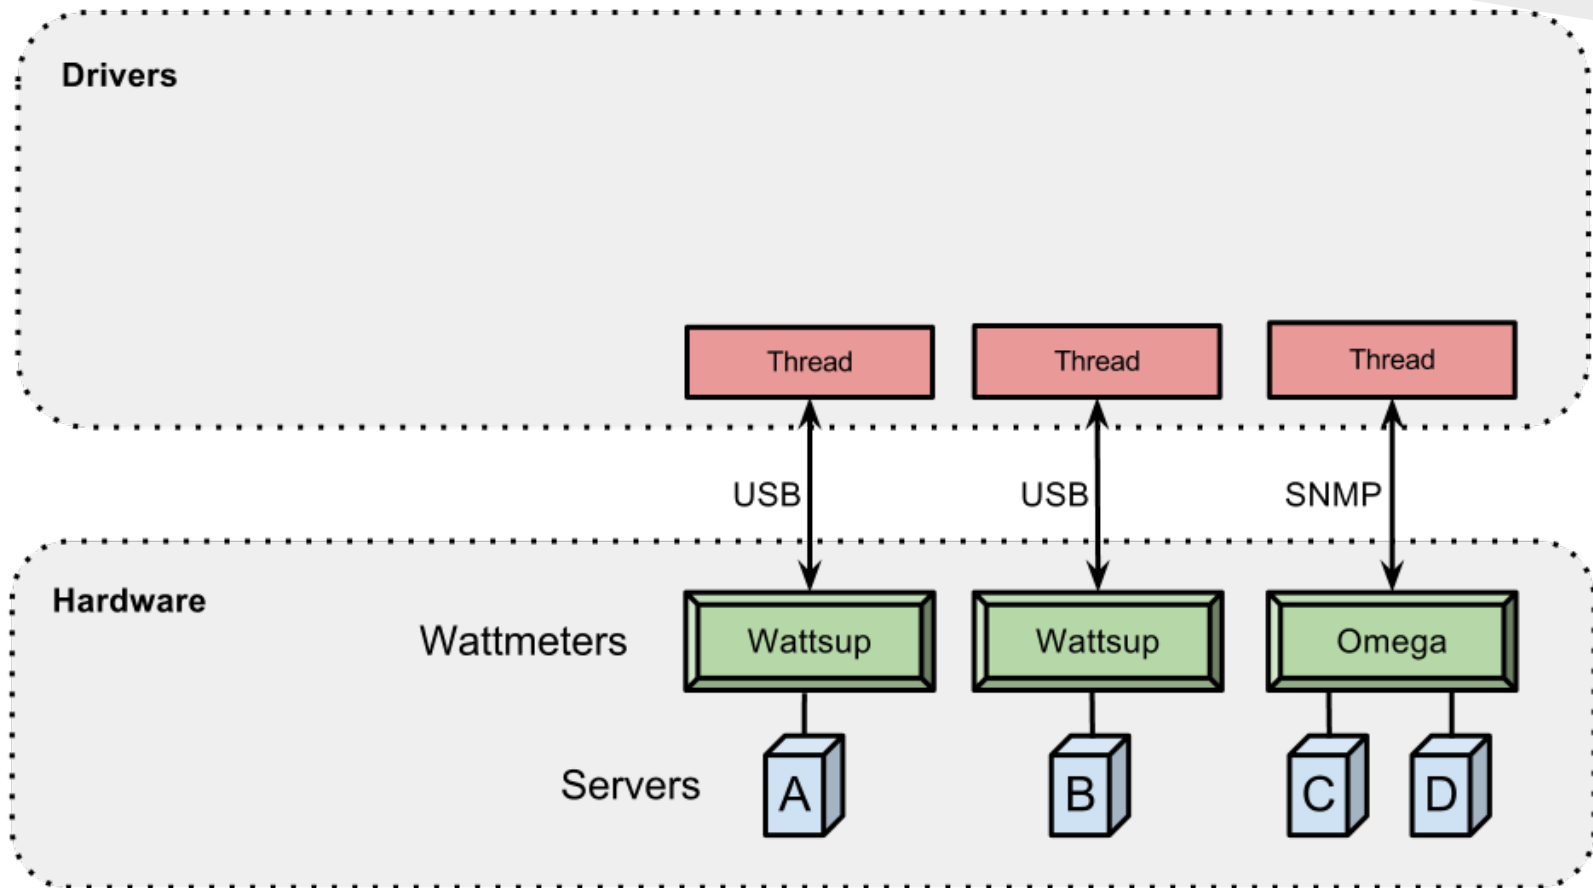 Drivers
Thread Thread Thread
USB USB SNMP
Hardware
Wattmeters Wattsup Wattsup Omega
Servers A B C D